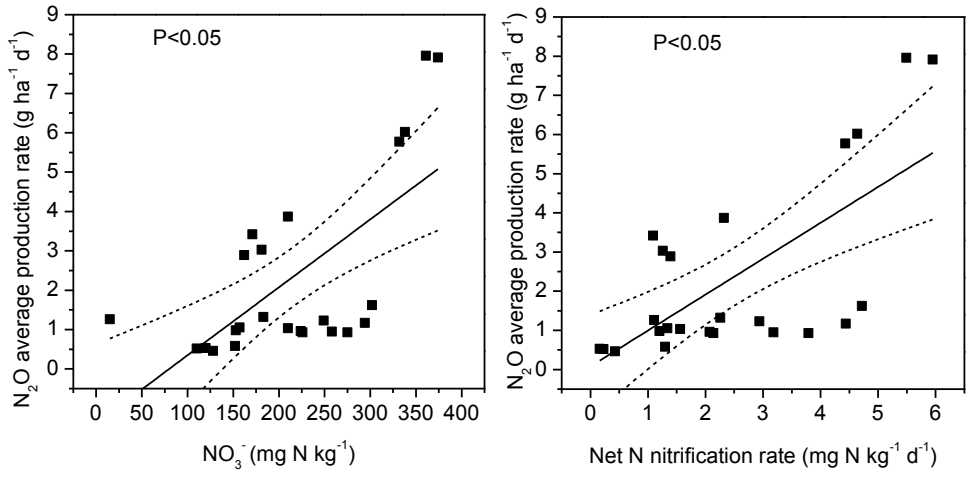 P<0.05
N₂O average production rate (g ha⁻¹ d⁻¹)
9
8
7
6
5
4
3
2
1
0
0 50 100 150 200 250 300 350 400
NO₃⁻ (mg N kg⁻¹)
P<0.05
N₂O average production rate (g ha⁻¹ d⁻¹)
9
8
7
6
5
4
3
2
1
0
0 1 2 3 4 5 6
Net N nitrification rate (mg N kg⁻¹ d⁻¹)